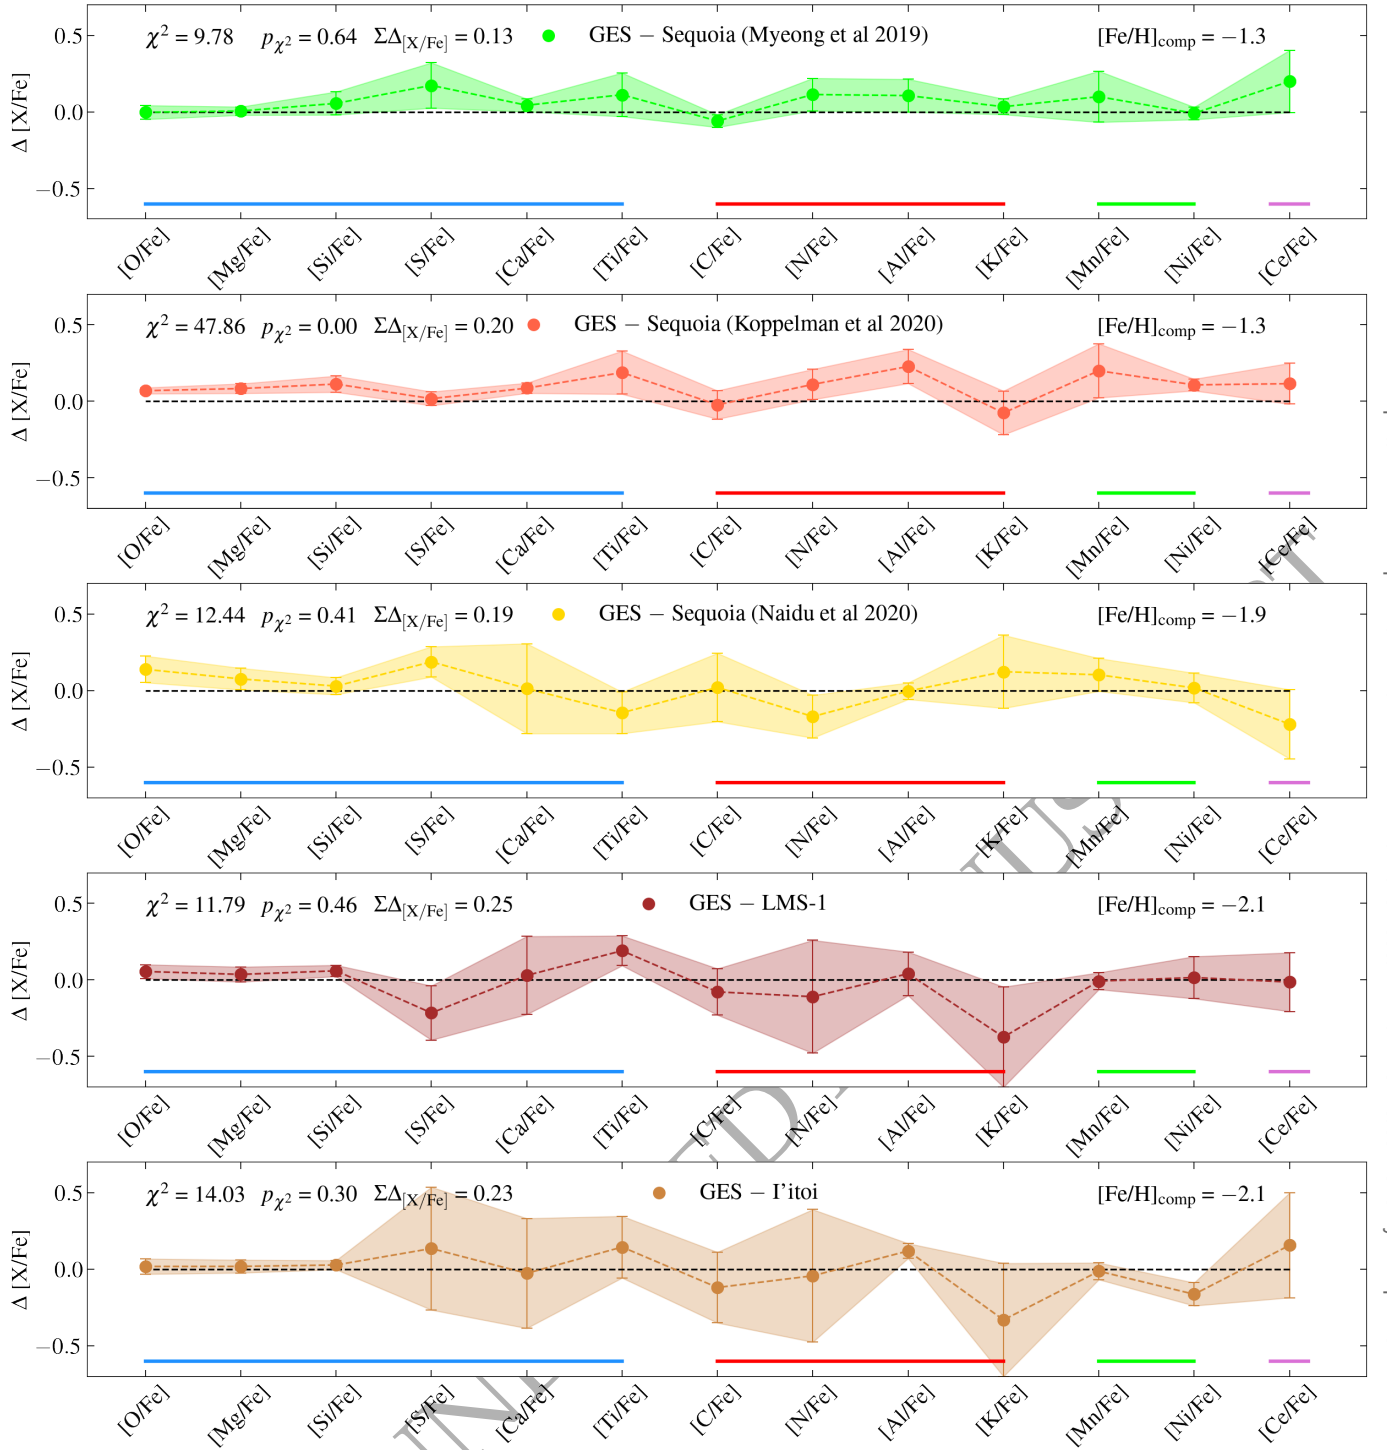 χ² = 9.78 p_χ² = 0.64 ΣΔ[X/Fe] = 0.13 GES − Sequoia (Myeong et al 2019) [Fe/H]comp = −1.3
0.5
0.0
−0.5
Δ [X/Fe]
[O/Fe] [Mg/Fe] [Si/Fe] [S/Fe] [Ca/Fe] [Ti/Fe] [C/Fe] [N/Fe] [Al/Fe] [K/Fe] [Mn/Fe] [Ni/Fe] [Ce/Fe]
χ² = 47.86 p_χ² = 0.00 ΣΔ[X/Fe] = 0.20 GES − Sequoia (Koppelman et al 2020) [Fe/H]comp = −1.3
0.5
0.0
−0.5
Δ [X/Fe]
[O/Fe] [Mg/Fe] [Si/Fe] [S/Fe] [Ca/Fe] [Ti/Fe] [C/Fe] [N/Fe] [Al/Fe] [K/Fe] [Mn/Fe] [Ni/Fe] [Ce/Fe]
χ² = 12.44 p_χ² = 0.41 ΣΔ[X/Fe] = 0.19 GES − Sequoia (Naidu et al 2020) [Fe/H]comp = −1.9
0.5
0.0
−0.5
Δ [X/Fe]
[O/Fe] [Mg/Fe] [Si/Fe] [S/Fe] [Ca/Fe] [Ti/Fe] [C/Fe] [N/Fe] [Al/Fe] [K/Fe] [Mn/Fe] [Ni/Fe] [Ce/Fe]
χ² = 11.79 p_χ² = 0.46 ΣΔ[X/Fe] = 0.25 GES − LMS-1 [Fe/H]comp = −2.1
0.5
0.0
−0.5
Δ [X/Fe]
[O/Fe] [Mg/Fe] [Si/Fe] [S/Fe] [Ca/Fe] [Ti/Fe] [C/Fe] [N/Fe] [Al/Fe] [K/Fe] [Mn/Fe] [Ni/Fe] [Ce/Fe]
χ² = 14.03 p_χ² = 0.30 ΣΔ[X/Fe] = 0.23 GES − I'itoi [Fe/H]comp = −2.1
0.5
0.0
−0.5
Δ [X/Fe]
[O/Fe] [Mg/Fe] [Si/Fe] [S/Fe] [Ca/Fe] [Ti/Fe] [C/Fe] [N/Fe] [Al/Fe] [K/Fe] [Mn/Fe] [Ni/Fe] [Ce/Fe]